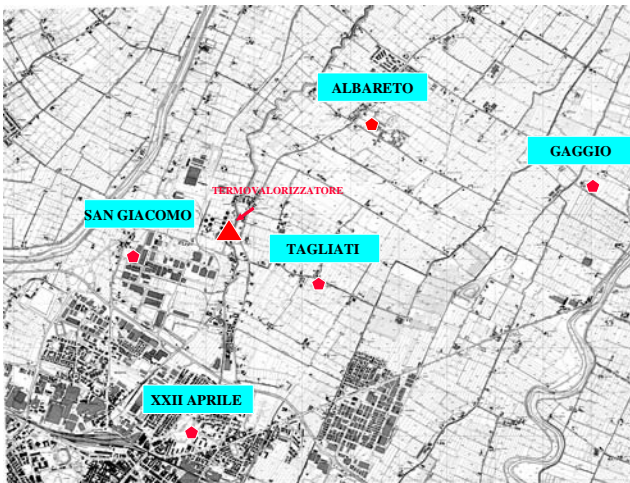 ALBARETO
GAGGIO
TERMOVALORIZZATORE
SAN GIACOMO
TAGLIATI
XXII APRILE